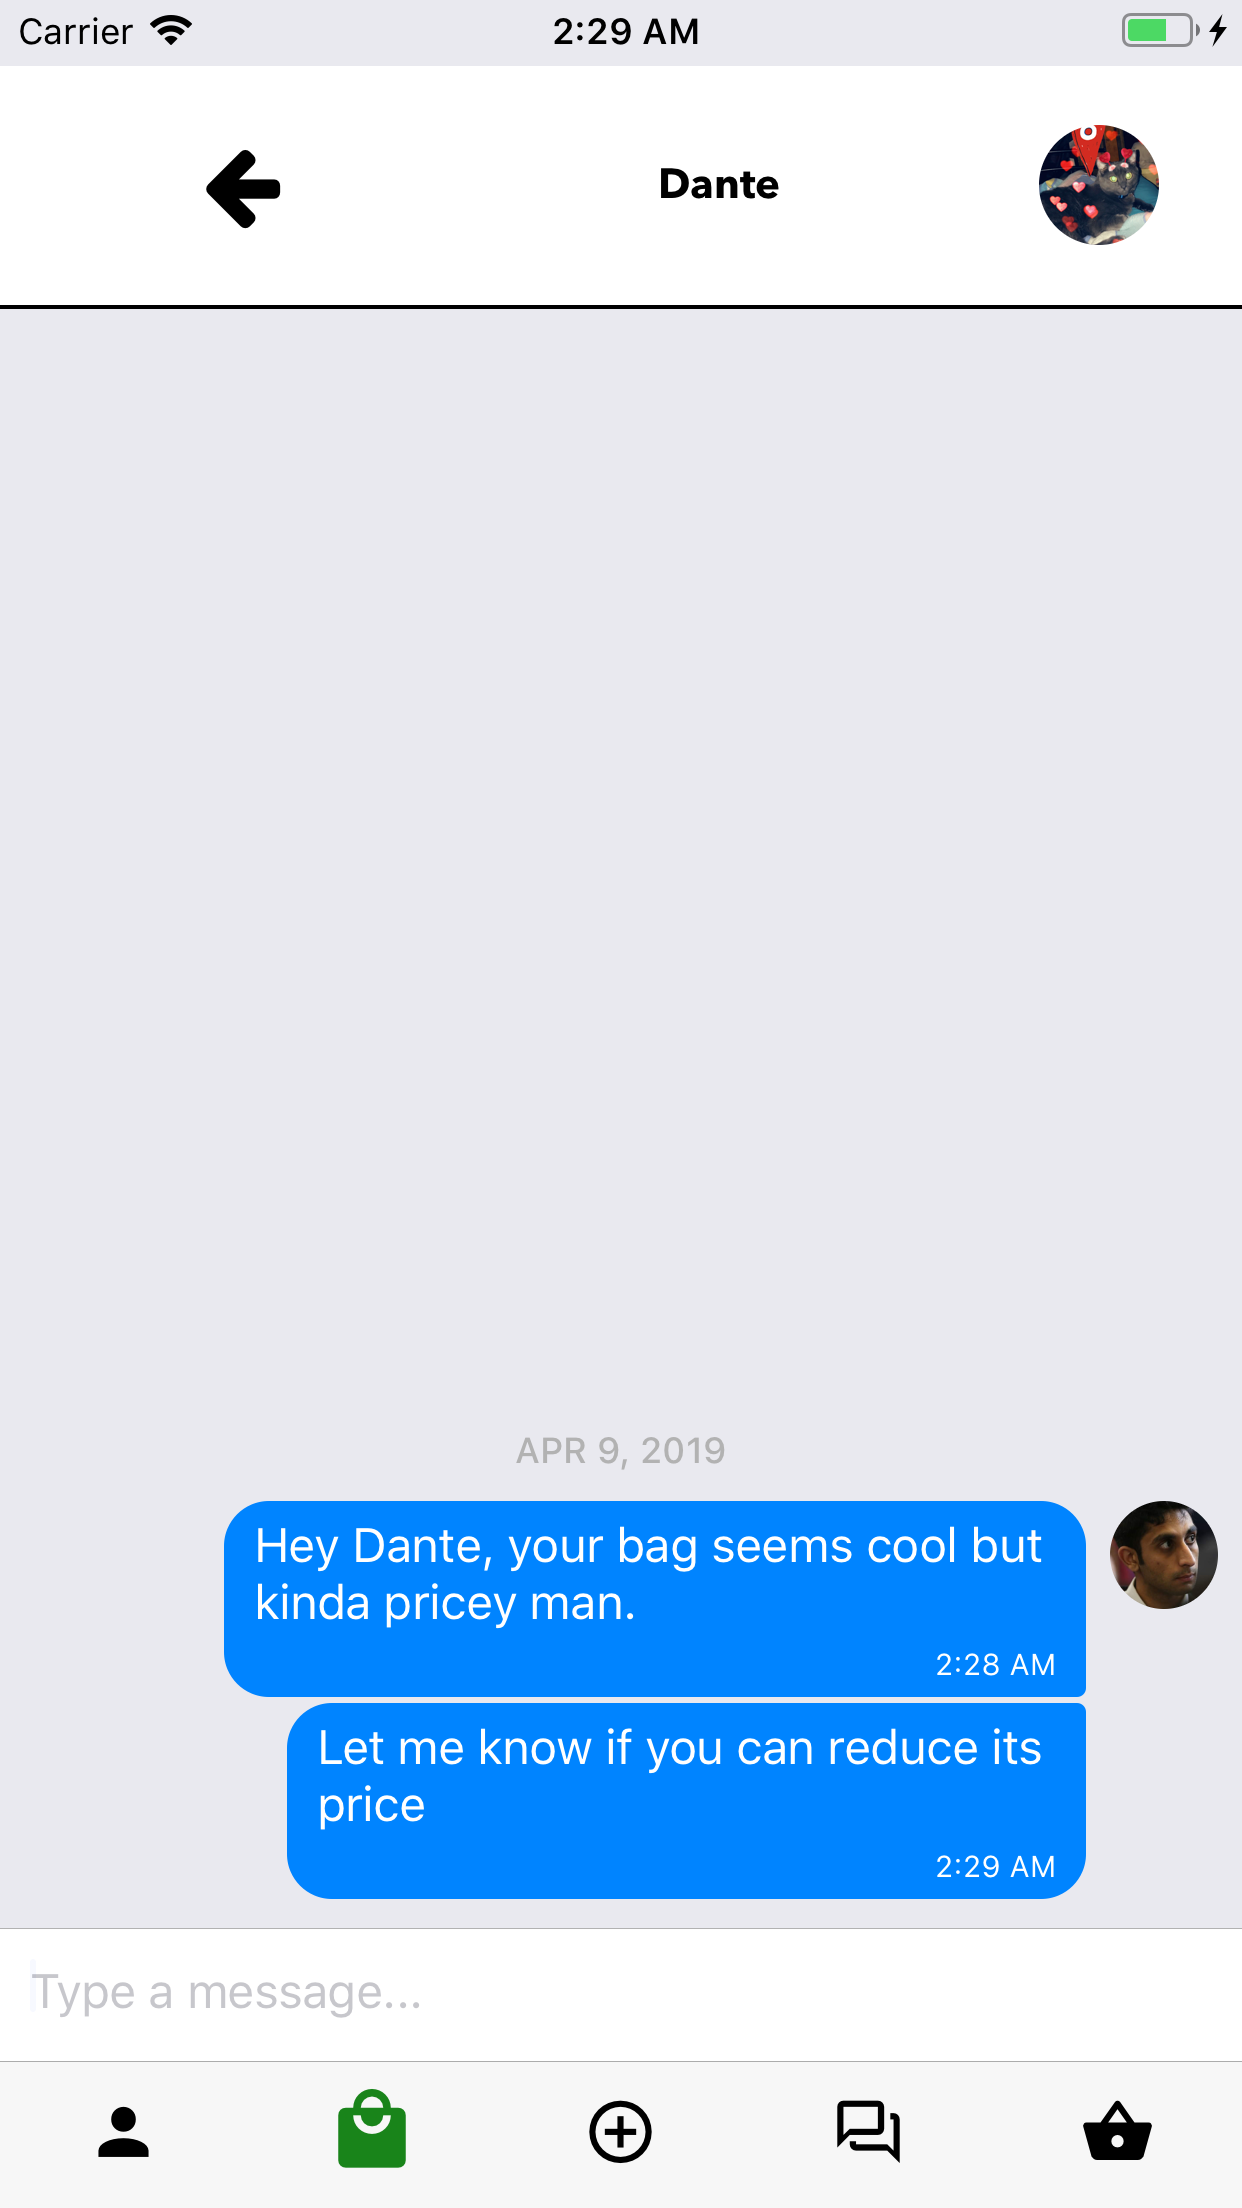 Carrier 2:29 AM
Dante
APR 9, 2019
Hey Dante, your bag seems cool but
kinda pricey man.
2:28 AM
Let me know if you can reduce its
price
2:29 AM
Type a message...